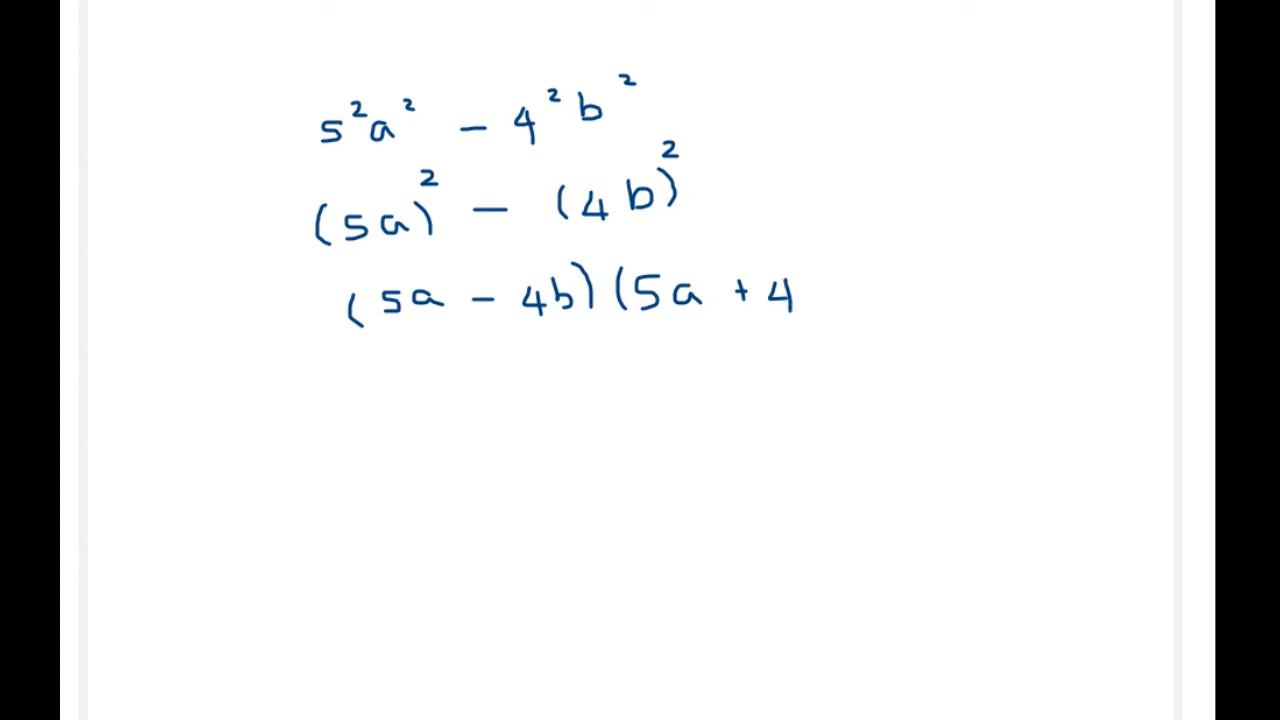 5²a² − 4²b²
(5a)² − (4b)²
(5a − 4b)(5a + 4